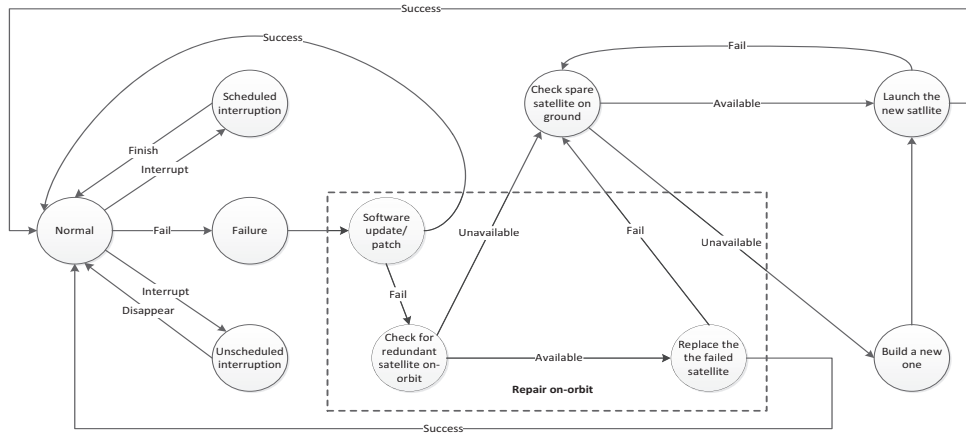 Success
Success
Fail
Scheduled
interruption
Check spare
satellite on
ground
Available
Launch the
new satllite
Finish
Interrupt
Normal
Fail
Failure
Software
update/
patch
Unavailable
Fail
Unavailable
Interrupt
Disappear
Fail
Unscheduled
interruption
Check for
redundant
satellite on-
orbit
Available
Replace the
the failed
satellite
Build a new
one
Repair on-orbit
Success